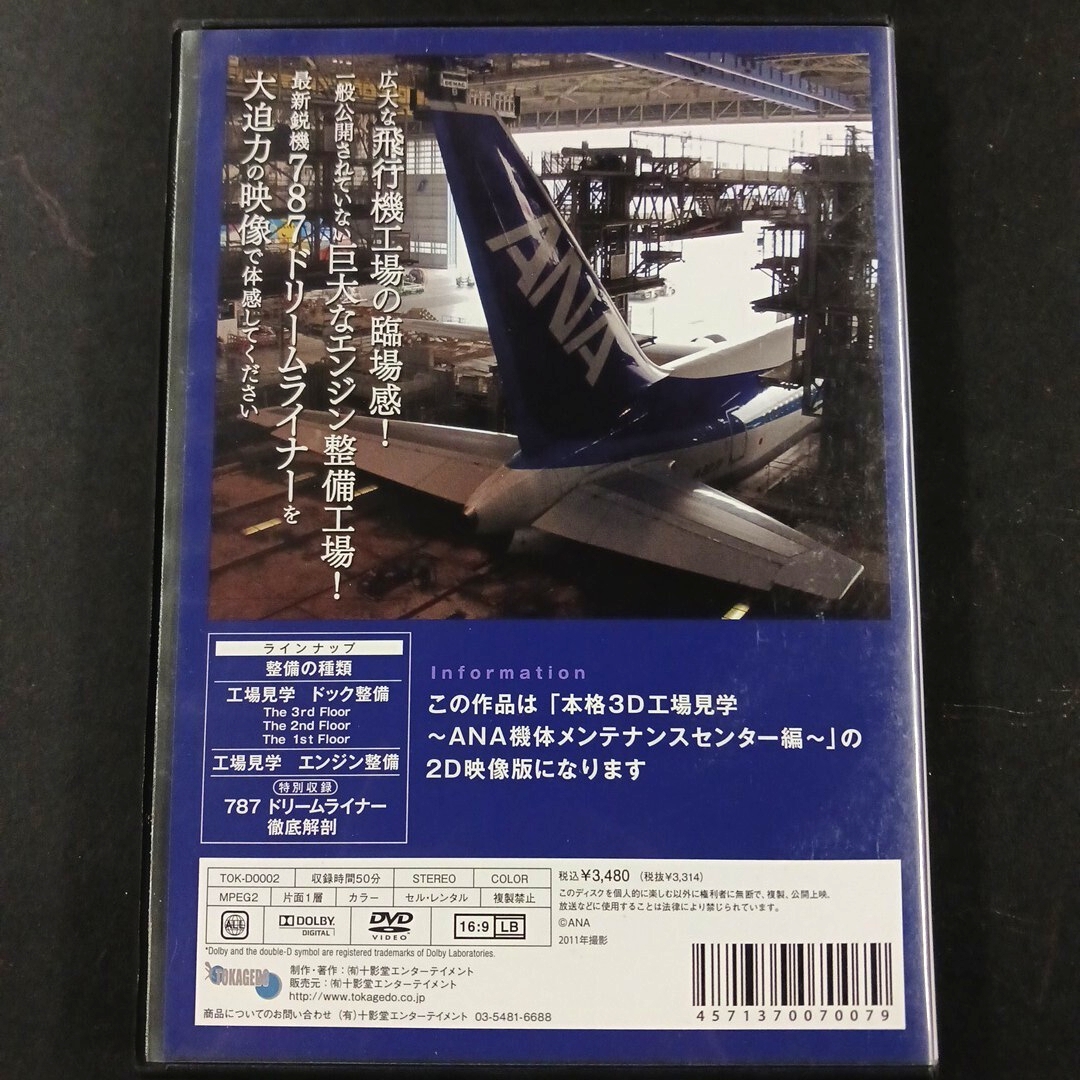 広大な飛行機工場の臨場感！
一般公開されていない巨大なエンジン整備工場！
最新鋭機787ドリームライナーを
大迫力の映像で体感してください
ANA
ラインナップ
整備の種類
工場見学 ドック整備
The 3rd Floor
The 2nd Floor
The 1st Floor
工場見学 エンジン整備
特別収録
787 ドリームライナー
徹底解剖
Information
この作品は「本格3D工場見学
～ANA機体メンテナンスセンター編～」の
2D映像版になります
TOK-D0002 収録時間50分 STEREO COLOR
MPEG2 片面1層 カラー セル・レンタル 複製禁止
ALL DOLBY DIGITAL DVD VIDEO 16:9 LB
*Dolby and the double-D symbol are registered trademarks of Dolby Laboratories.
税込¥3,480 (税抜¥3,314)
このディスクを個人的に楽しむ以外に権利者に無断で、複製、公開上映、
放送などに使用することは法律により禁じられています。
©ANA
2011年撮影
TOKAGEDO
制作・著作：(有)十影堂エンターテイメント
販売元：(有)十影堂エンターテイメント
http://www.tokagedo.co.jp
商品についてのお問い合わせ (有)十影堂エンターテイメント 03-5481-6688
4571370070079